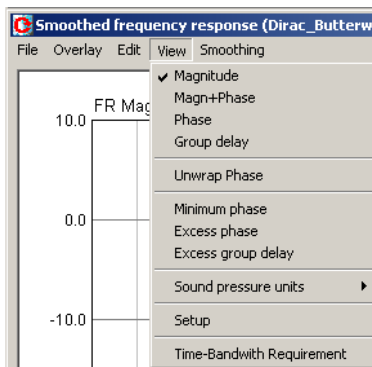 Smoothed frequency response (Dirac_Butterw
File Overlay Edit View Smoothing
Magnitude
Magn+Phase
Phase
Group delay
Unwrap Phase
Minimum phase
Excess phase
Excess group delay
Sound pressure units
Setup
Time-Bandwith Requirement
FR Mag
10.0
0.0
-10.0